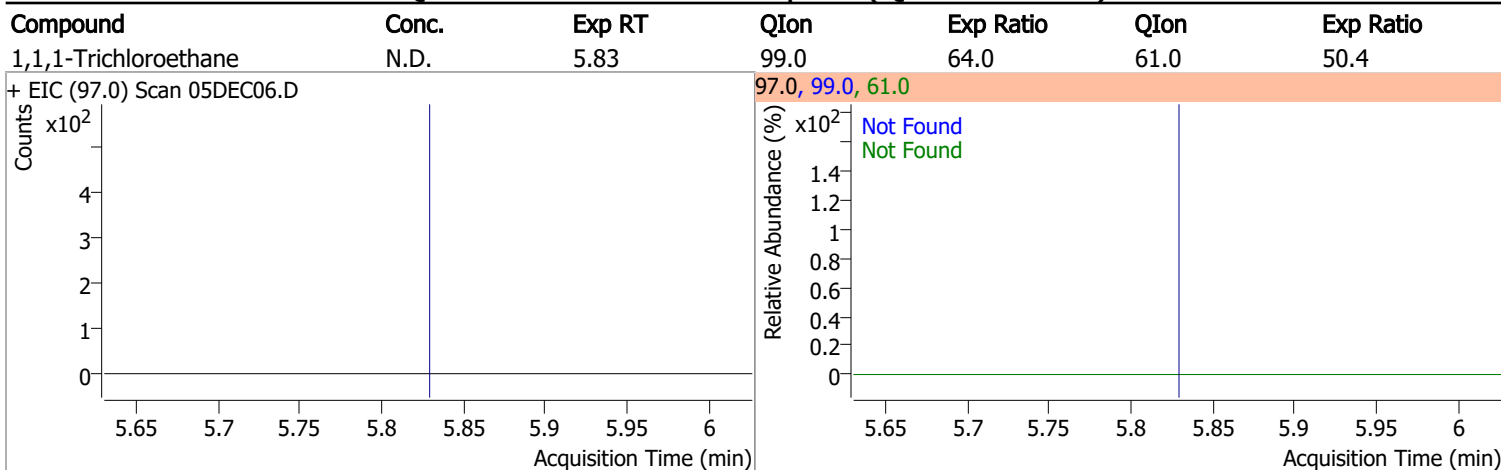 Compound Conc. Exp RT QIon Exp Ratio QIon Exp Ratio
1,1,1-Trichloroethane N.D. 5.83 99.0 64.0 61.0 50.4
+ EIC (97.0) Scan 05DEC06.D
Counts
x10²
4
3
2
1
0
5.65 5.7 5.75 5.8 5.85 5.9 5.95 6
Acquisition Time (min)
97.0, 99.0, 61.0
Relative Abundance (%)
x10²
Not Found
Not Found
1.4
1.2
1
0.8
0.6
0.4
0.2
0
5.65 5.7 5.75 5.8 5.85 5.9 5.95 6
Acquisition Time (min)